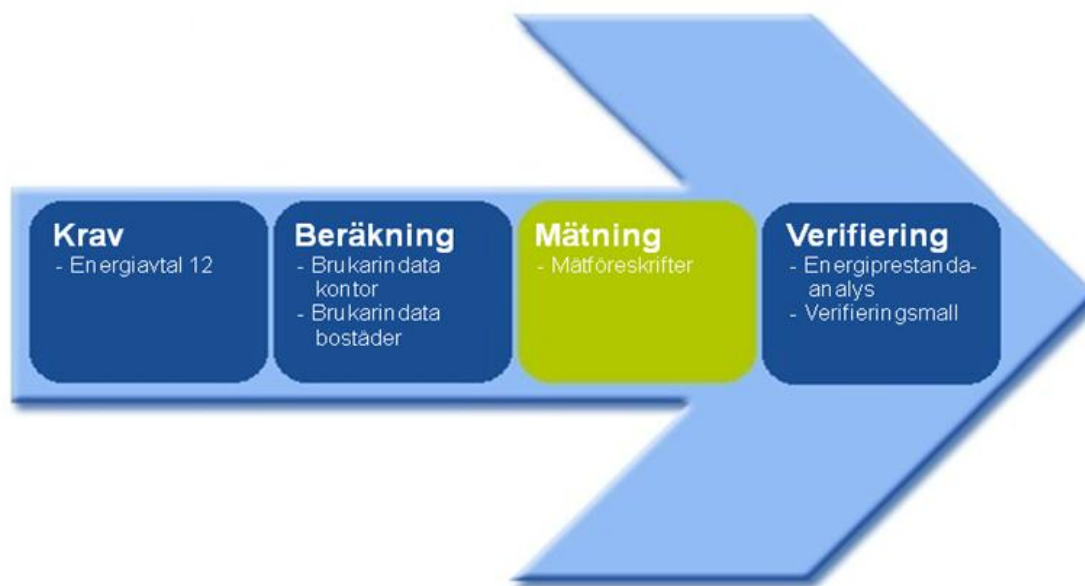 Krav
- Energiavtal 12
Beräkning
- Brukarindata
kontor
- Brukarindata
bostäder
Mätning
- Mätföreskrifter
Verifiering
- Energiprestanda-
analys
- Verifieringsmall